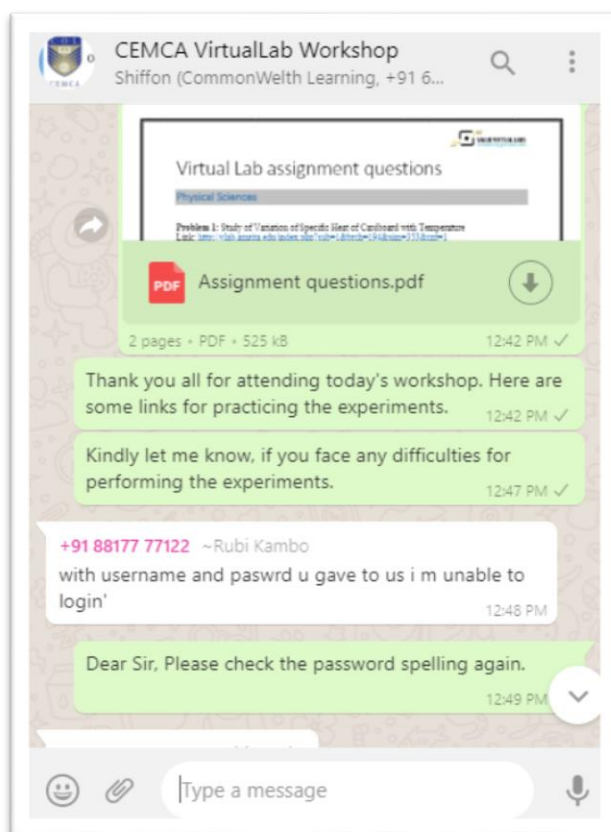 CEMCA VirtualLab Workshop
Shiffon (CommonWelth Learning, +91 6...
CEMCA
Virtual Lab assignment questions
Physical Sciences
Problem 1: Study of Variation of Specific Heat of Cardboard with Temperature
PDF
Assignment questions.pdf
2 pages • PDF • 525 kB
12:42 PM
Thank you all for attending today's workshop. Here are
some links for practicing the experiments.
12:42 PM
Kindly let me know, if you face any difficulties for
performing the experiments.
12:47 PM
+91 88177 77122 ~Rubi Kambo
with username and paswrd u gave to us i m unable to
login'
12:48 PM
Dear Sir, Please check the password spelling again.
12:49 PM
Type a message